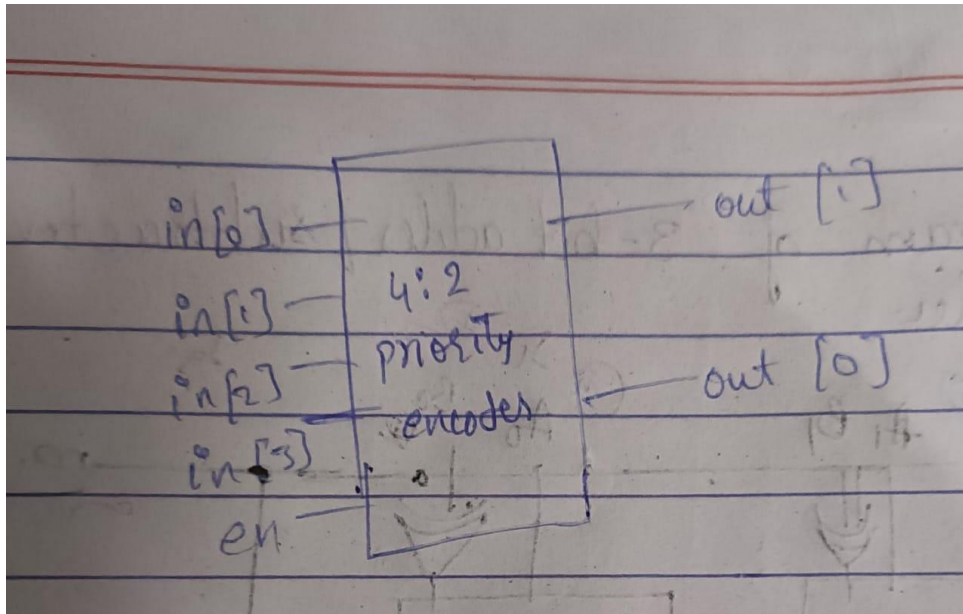 in[0]
out [1]
4:2
in[1]
priority
in[2]
out [0]
encoder
in[3]
en